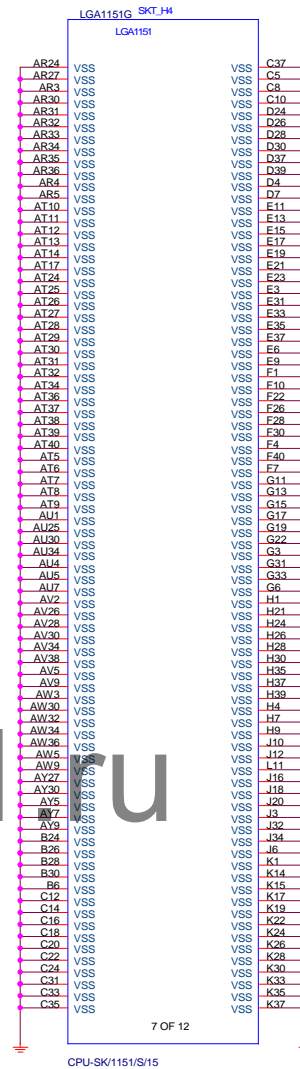 LGA1151G SKT_H4
LGA1151
AR24 VSS VSS C37
AR27 VSS VSS C5
AR3 VSS VSS C8
AR30 VSS VSS C10
AR31 VSS VSS D24
AR32 VSS VSS D26
AR33 VSS VSS D28
AR34 VSS VSS D30
AR35 VSS VSS D37
AR36 VSS VSS D39
AR4 VSS VSS D4
AR5 VSS VSS D7
AT10 VSS VSS E11
AT11 VSS VSS E13
AT12 VSS VSS E15
AT13 VSS VSS E17
AT14 VSS VSS E19
AT17 VSS VSS E21
AT24 VSS VSS E23
AT25 VSS VSS E3
AT26 VSS VSS E31
AT27 VSS VSS E33
AT28 VSS VSS E35
AT29 VSS VSS E37
AT30 VSS VSS E6
AT31 VSS VSS E9
AT32 VSS VSS F1
AT34 VSS VSS F10
AT36 VSS VSS F22
AT37 VSS VSS F26
AT38 VSS VSS F28
AT39 VSS VSS F30
AT40 VSS VSS F4
AT5 VSS VSS F40
AT6 VSS VSS F7
AT7 VSS VSS G11
AT8 VSS VSS G13
AT9 VSS VSS G15
AU1 VSS VSS G17
AU25 VSS VSS G19
AU30 VSS VSS G22
AU34 VSS VSS G3
AU4 VSS VSS G31
AU5 VSS VSS G33
AU7 VSS VSS G6
AV2 VSS VSS H1
AV26 VSS VSS H21
AV28 VSS VSS H24
AV30 VSS VSS H26
AV34 VSS VSS H28
AV38 VSS VSS H30
AV5 VSS VSS H35
AV9 VSS VSS H37
AW3 VSS VSS H39
AW30 VSS VSS H4
AW32 VSS VSS H7
AW34 VSS VSS H9
AW36 VSS VSS J10
AW5 VSS VSS J12
AW9 VSS VSS L11
AY27 VSS VSS J16
AY30 VSS VSS J18
AY5 VSS VSS J20
AY7 VSS VSS J3
AY9 VSS VSS J32
B24 VSS VSS J34
B26 VSS VSS J6
B28 VSS VSS K1
B30 VSS VSS K14
B6 VSS VSS K15
C12 VSS VSS K17
C14 VSS VSS K19
C16 VSS VSS K22
C18 VSS VSS K24
C20 VSS VSS K26
C22 VSS VSS K28
C24 VSS VSS K30
C31 VSS VSS K33
C33 VSS VSS K35
C35 VSS VSS K37
.ru
7 OF 12
CPU-SK/1151/S/15